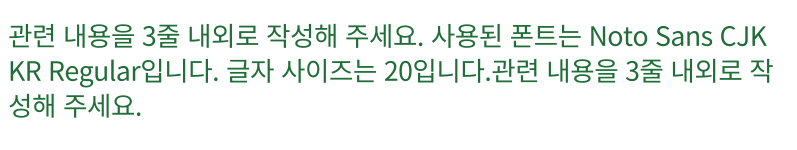 관련 내용을 3줄 내외로 작성해 주세요. 사용된 폰트는 Noto Sans CJK
KR Regular입니다. 글자 사이즈는 20입니다.관련 내용을 3줄 내외로 작
성해 주세요.